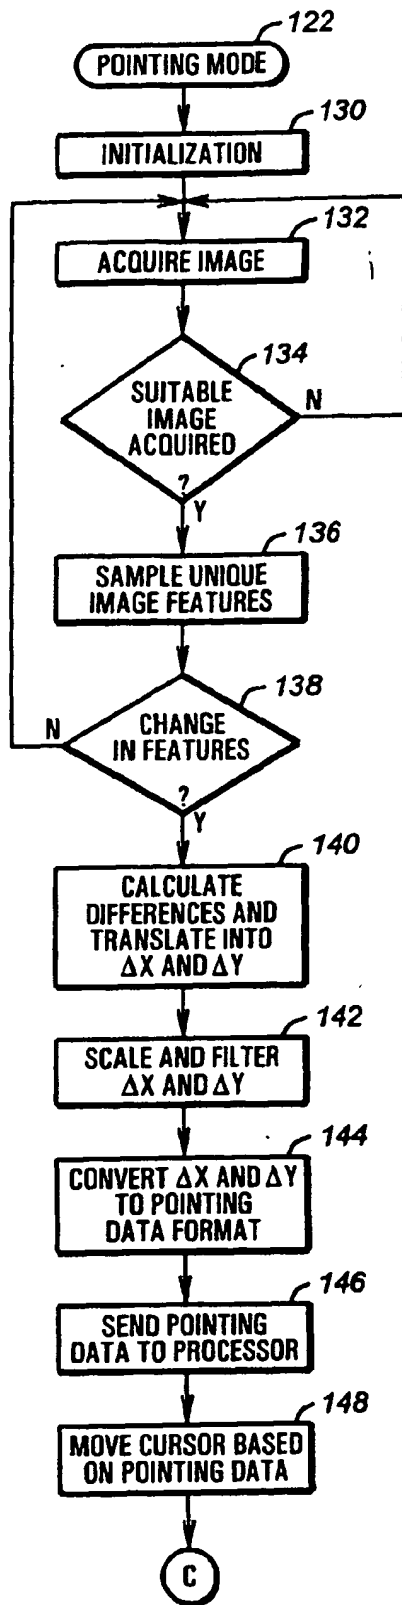 122
POINTING MODE
130
INITIALIZATION
132
ACQUIRE IMAGE
134
SUITABLE
IMAGE
ACQUIRED
?
N
Y
136
SAMPLE UNIQUE
IMAGE FEATURES
138
CHANGE
IN FEATURES
?
N
Y
140
CALCULATE
DIFFERENCES AND
TRANSLATE INTO
ΔX AND ΔY
142
SCALE AND FILTER
ΔX AND ΔY
144
CONVERT ΔX AND ΔY
TO POINTING
DATA FORMAT
146
SEND POINTING
DATA TO PROCESSOR
148
MOVE CURSOR BASED
ON POINTING DATA
C